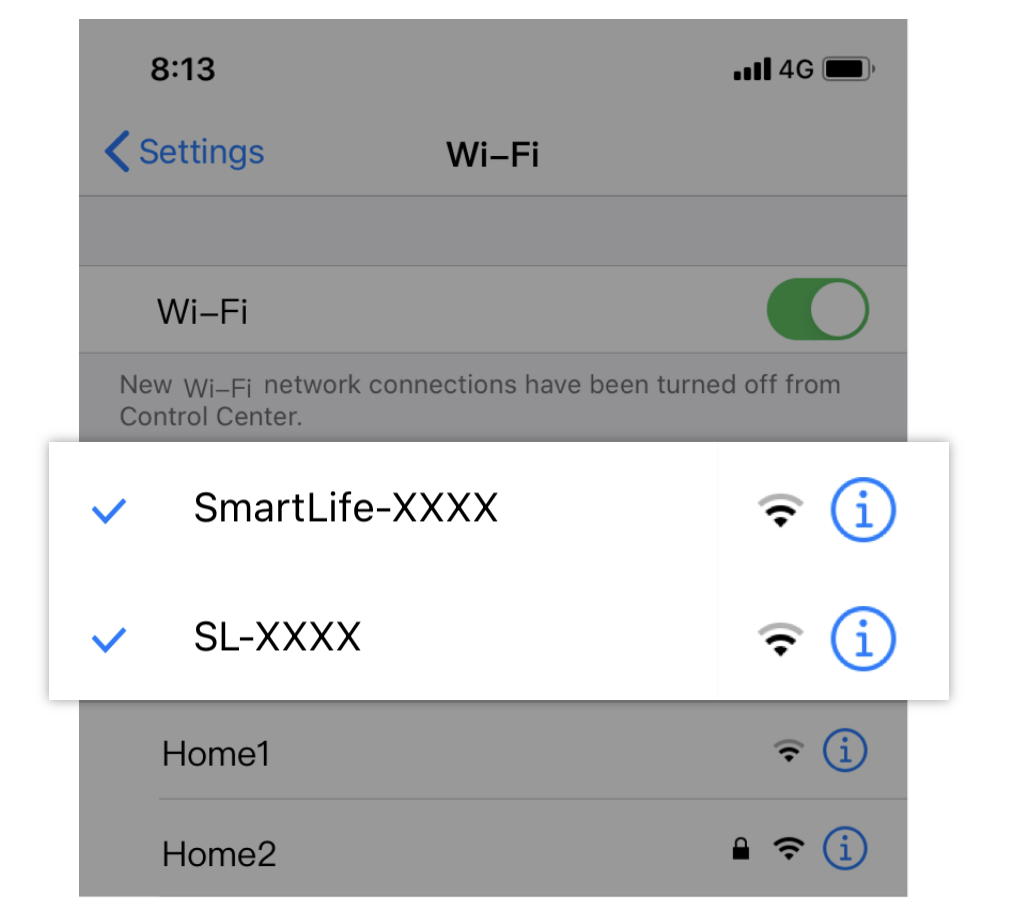 8:13 4G
Settings Wi–Fi
Wi–Fi
New Wi–Fi network connections have been turned off from
Control Center.
SmartLife-XXXX
SL-XXXX
Home1
Home2